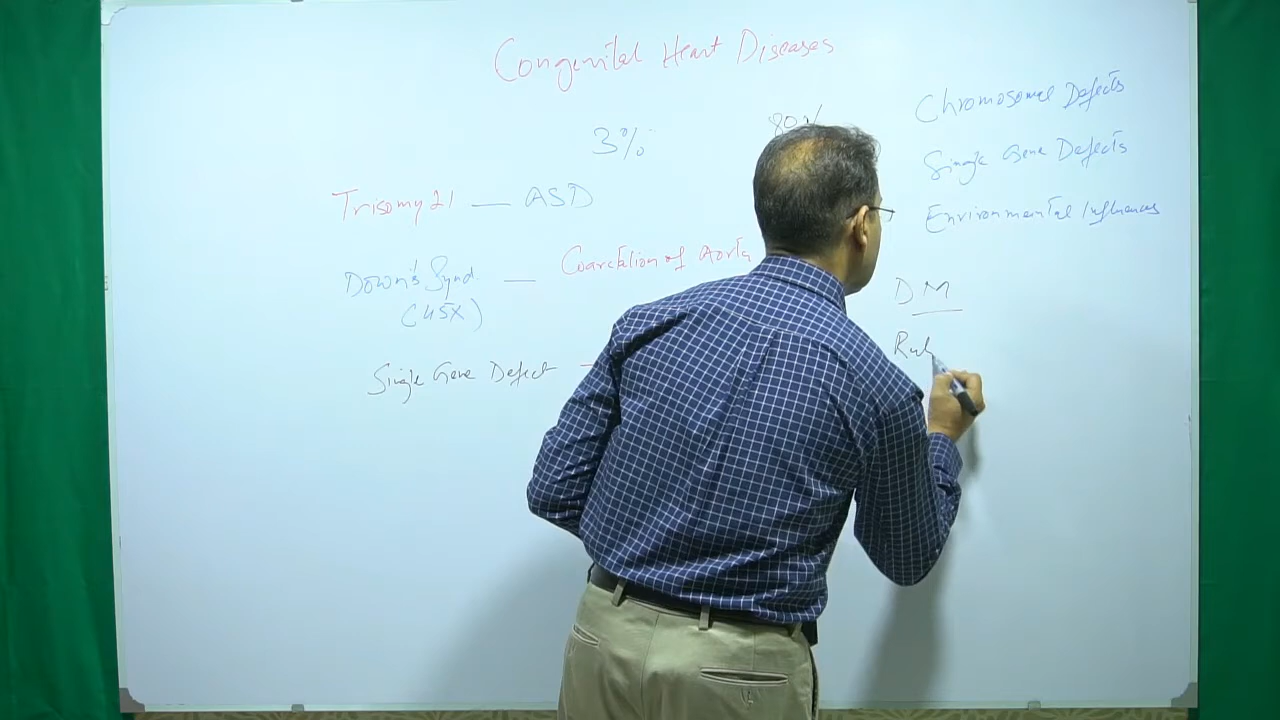 Congenital Heart Diseases
3% 80%
Trisomy 21 — ASD
Down's Synd. — Coarctation of Aorta
(45X)
Single Gene Defect —
Chromosomal Defects
Single Gene Defects
Environmental Influences
DM
Rub